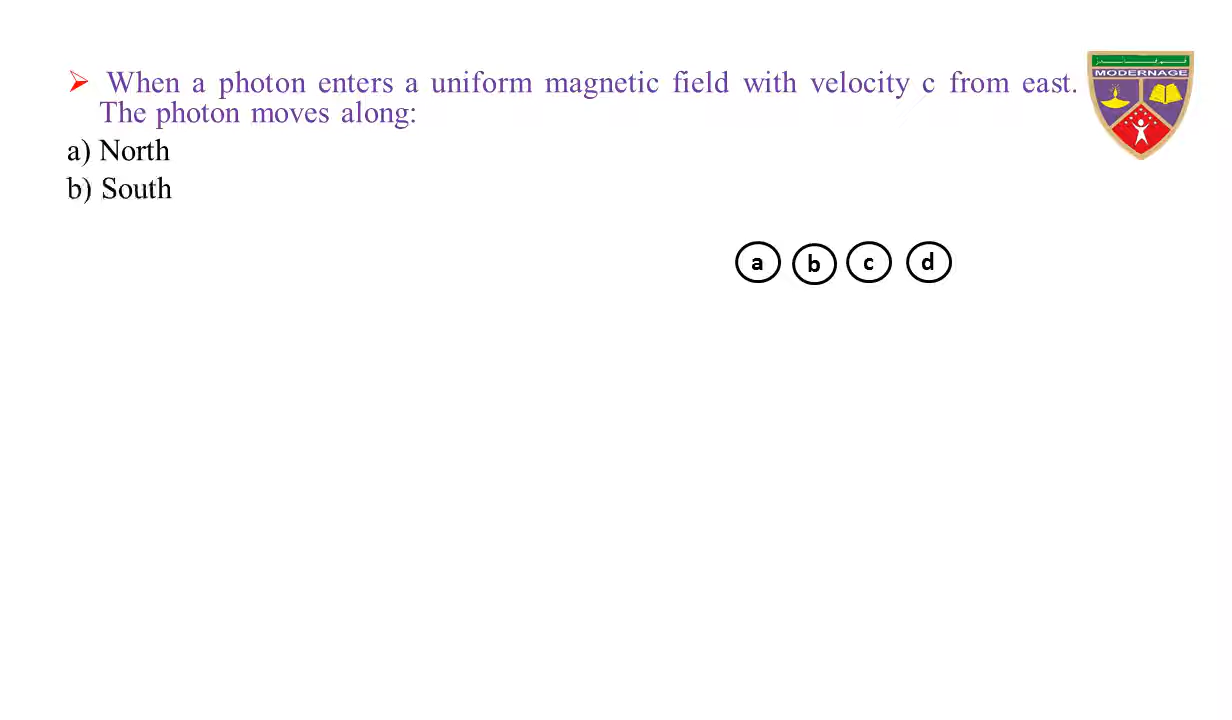 When a photon enters a uniform magnetic field with velocity c from east.
The photon moves along:
a) North
b) South
MODERNAGE
a b c d